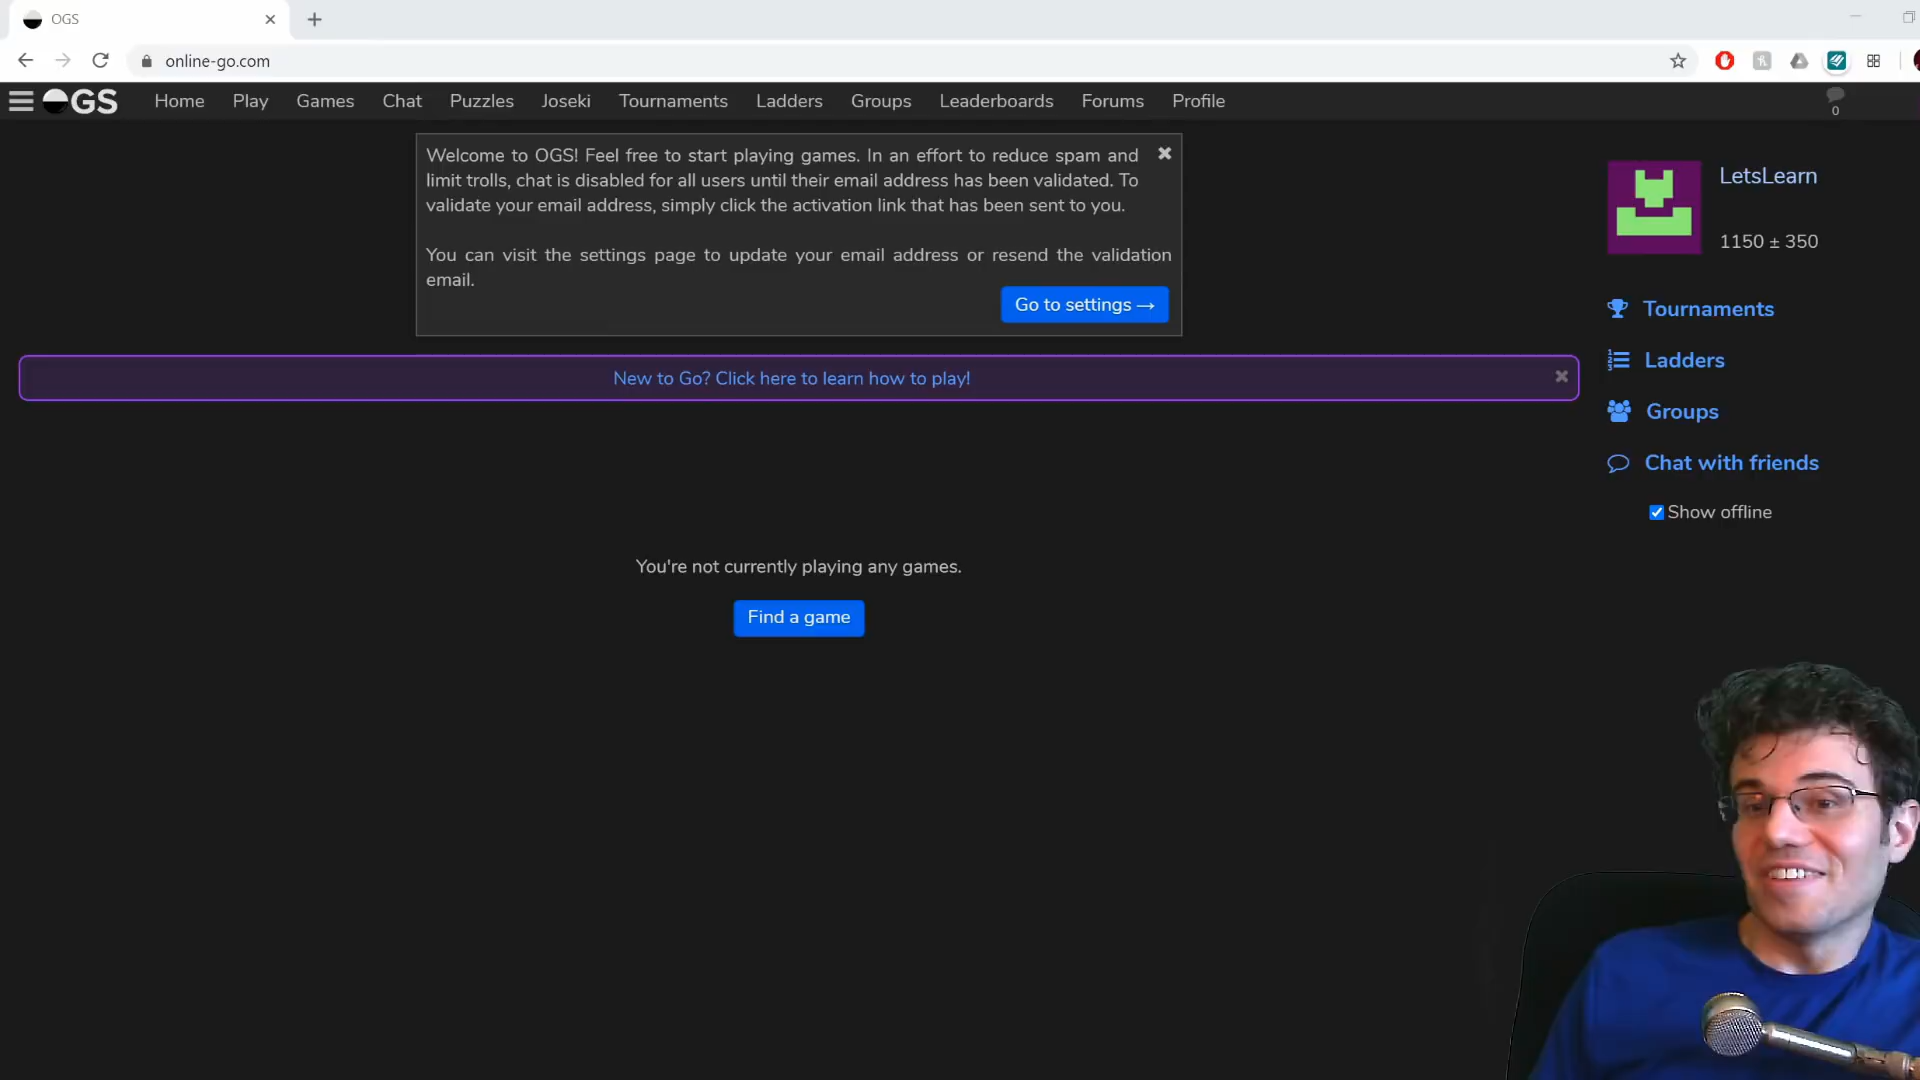 OGS
online-go.com
OGS Home Play Games Chat Puzzles Joseki Tournaments Ladders Groups Leaderboards Forums Profile
0
Welcome to OGS! Feel free to start playing games. In an effort to reduce spam and
limit trolls, chat is disabled for all users until their email address has been validated. To
validate your email address, simply click the activation link that has been sent to you.
You can visit the settings page to update your email address or resend the validation
email.
Go to settings →
LetsLearn
1150 ± 350
Tournaments
Ladders
Groups
Chat with friends
Show offline
New to Go? Click here to learn how to play!
You're not currently playing any games.
Find a game